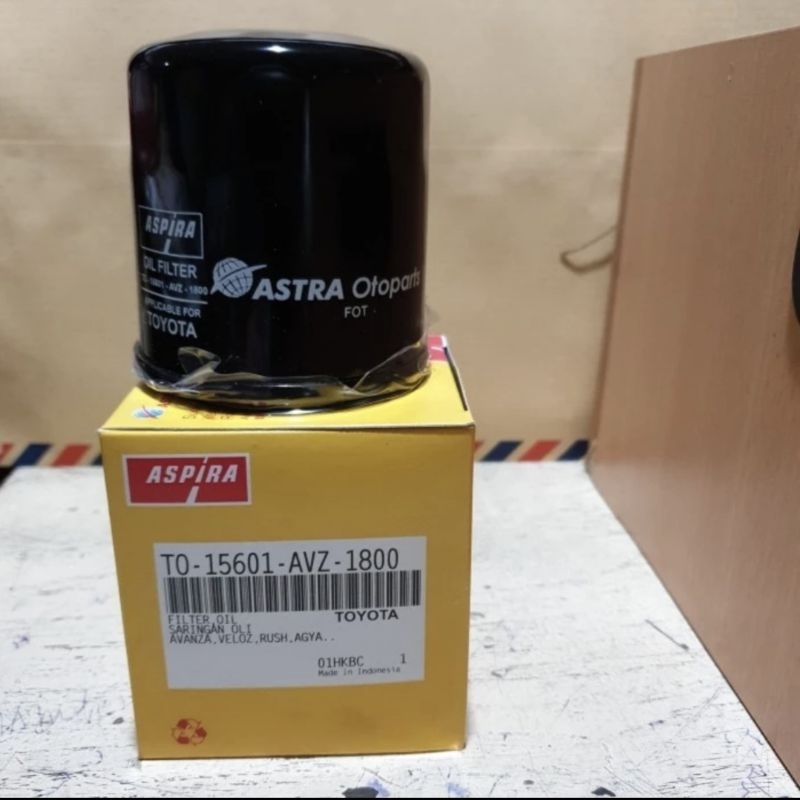 ASPIRA
OIL FILTER
TO-15601-AVZ-1800
APPLICABLE FOR
TOYOTA
ASTRA Otoparts
FOT
ASPIRA
TO-15601-AVZ-1800
TOYOTA
FILTER,OIL
SARINGAN OLI
AVANZA,VELOZ,RUSH,AGYA..
01HKBC 1
Made in Indonesia